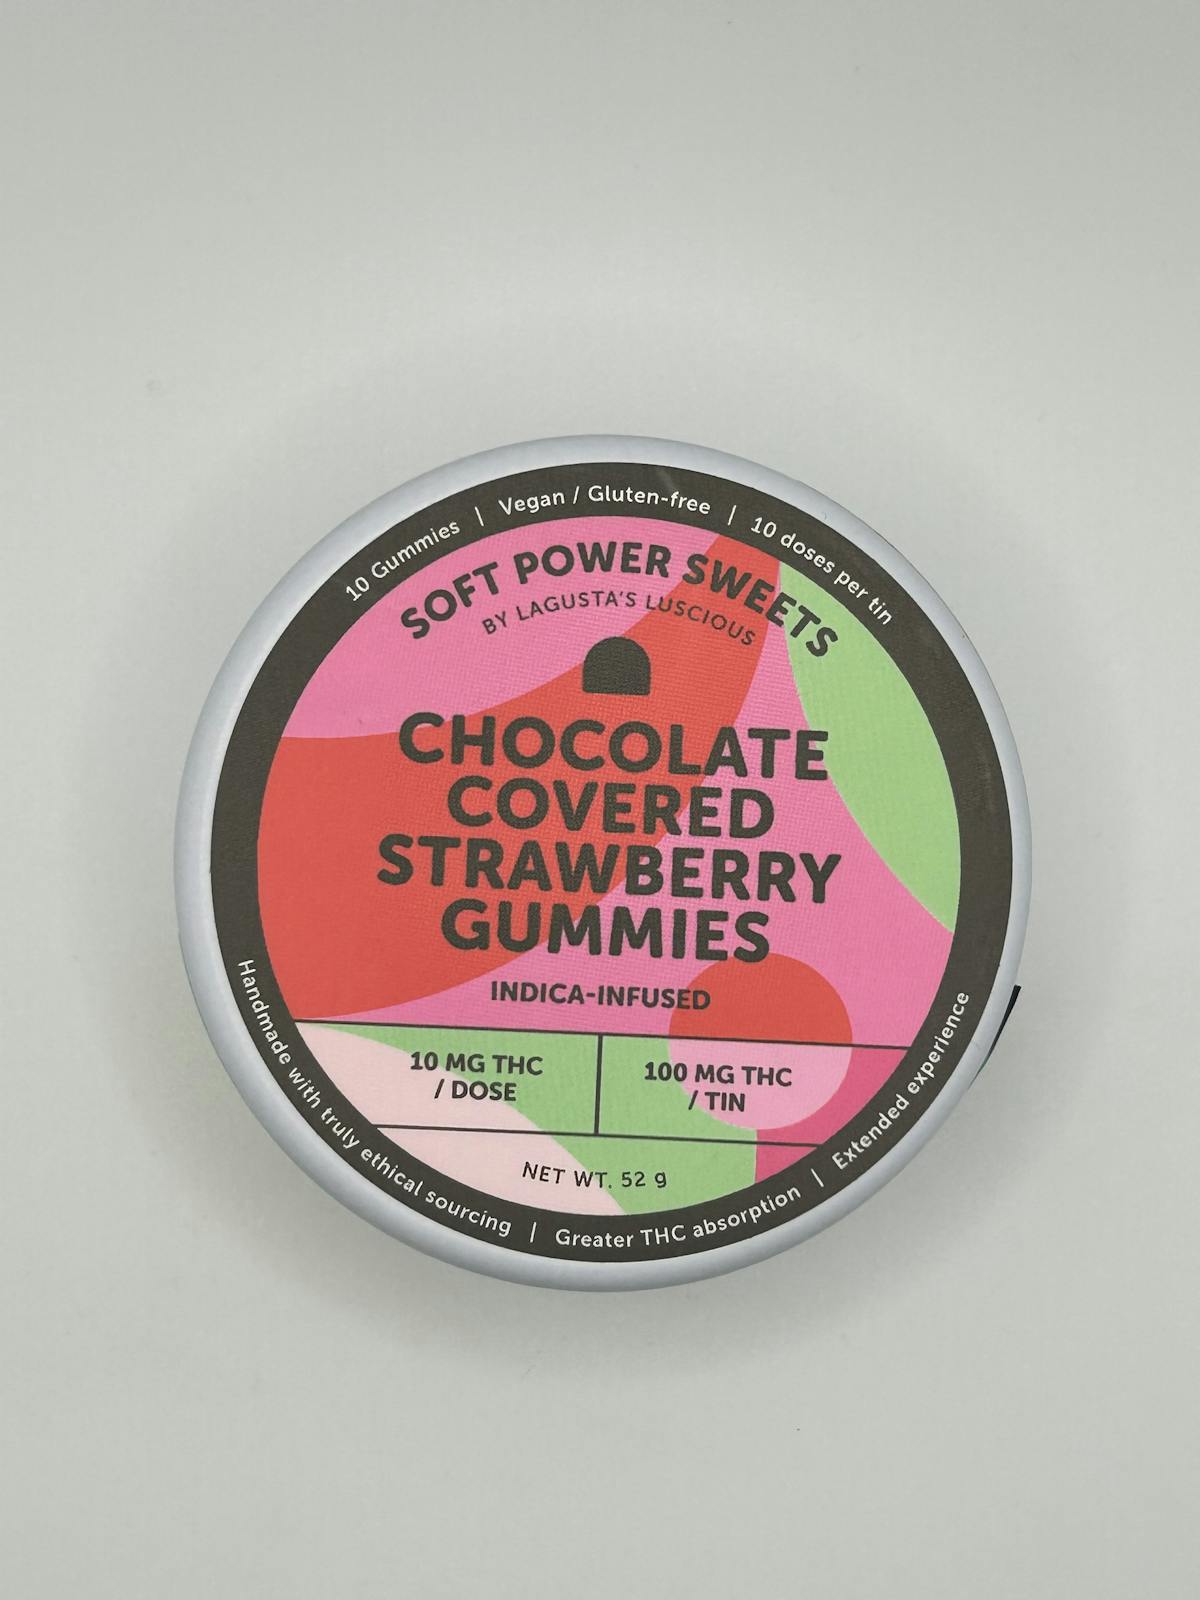 10 Gummies | Vegan / Gluten-free | 10 doses per tin
SOFT POWER SWEETS
BY LAGUSTA'S LUSCIOUS
CHOCOLATE
COVERED
STRAWBERRY
GUMMIES
INDICA-INFUSED
10 MG THC
/ DOSE
100 MG THC
/ TIN
NET WT. 52 g
Handmade with truly ethical sourcing | Greater THC absorption | Extended experience